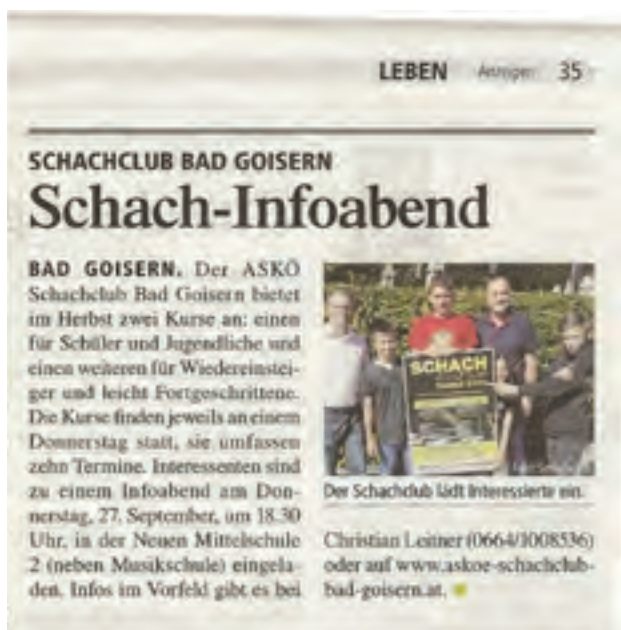 LEBEN Anzeigen 35
SCHACHCLUB BAD GOISERN
Schach-Infoabend
BAD GOISERN. Der ASKÖ
Schachclub Bad Goisern bietet
im Herbst zwei Kurse an: einen
für Schüler und Jugendliche und
einen weiteren für Wiedereinstei-
ger und leicht Fortgeschrittene.
Die Kurse finden jeweils an einem
Donnerstag statt, sie umfassen
zehn Termine. Interessenten sind
zu einem Infoabend am Don-
nerstag, 27. September, um 18.30
Uhr, in der Neuen Mittelschule
2 (neben Musikschule) eingela-
den. Infos im Vorfeld gibt es bei
SCHACH
Der Schachclub lädt Interessierte ein.
Christian Leitner (0664/1008536)
oder auf www.askoe-schachclub-
bad-goisern.at.